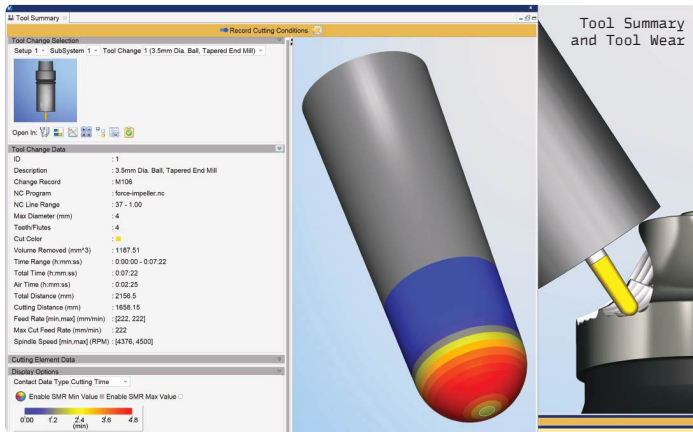 Tool Summary
Record Cutting Conditions
Tool Change Selection
Setup 1 SubSystem 1 Tool Change 1 (3.5mm Dia. Ball, Tapered End Mill)
Open In:
Tool Change Data
ID : 1
Description : 3.5mm Dia. Ball, Tapered End Mill
Change Record : M106
NC Program : force-impeller.nc
NC Line Range : 37 - 1.00
Max Diameter (mm) : 4
Teeth/Flutes : 4
Cut Color :
Volume Removed (mm^3) : 1187.51
Time Range (h:mm:ss) : 0:00:00 - 0:07:22
Total Time (h:mm:ss) : 0:07:22
Air Time (h:mm:ss) : 0:02:25
Total Distance (mm) : 2156.5
Cutting Distance (mm) : 1658.15
Feed Rate [min,max] (mm/min) : [222, 222]
Max Cut Feed Rate (mm/min) : 222
Spindle Speed [min,max] (RPM) : [4376, 4500]
Cutting Element Data
Display Options
Contact Data Type Cutting Time
Enable SMR Min Value Enable SMR Max Value
0.00 1.2 2.4 3.6 4.8
(min)
Tool Summary
and Tool Wear